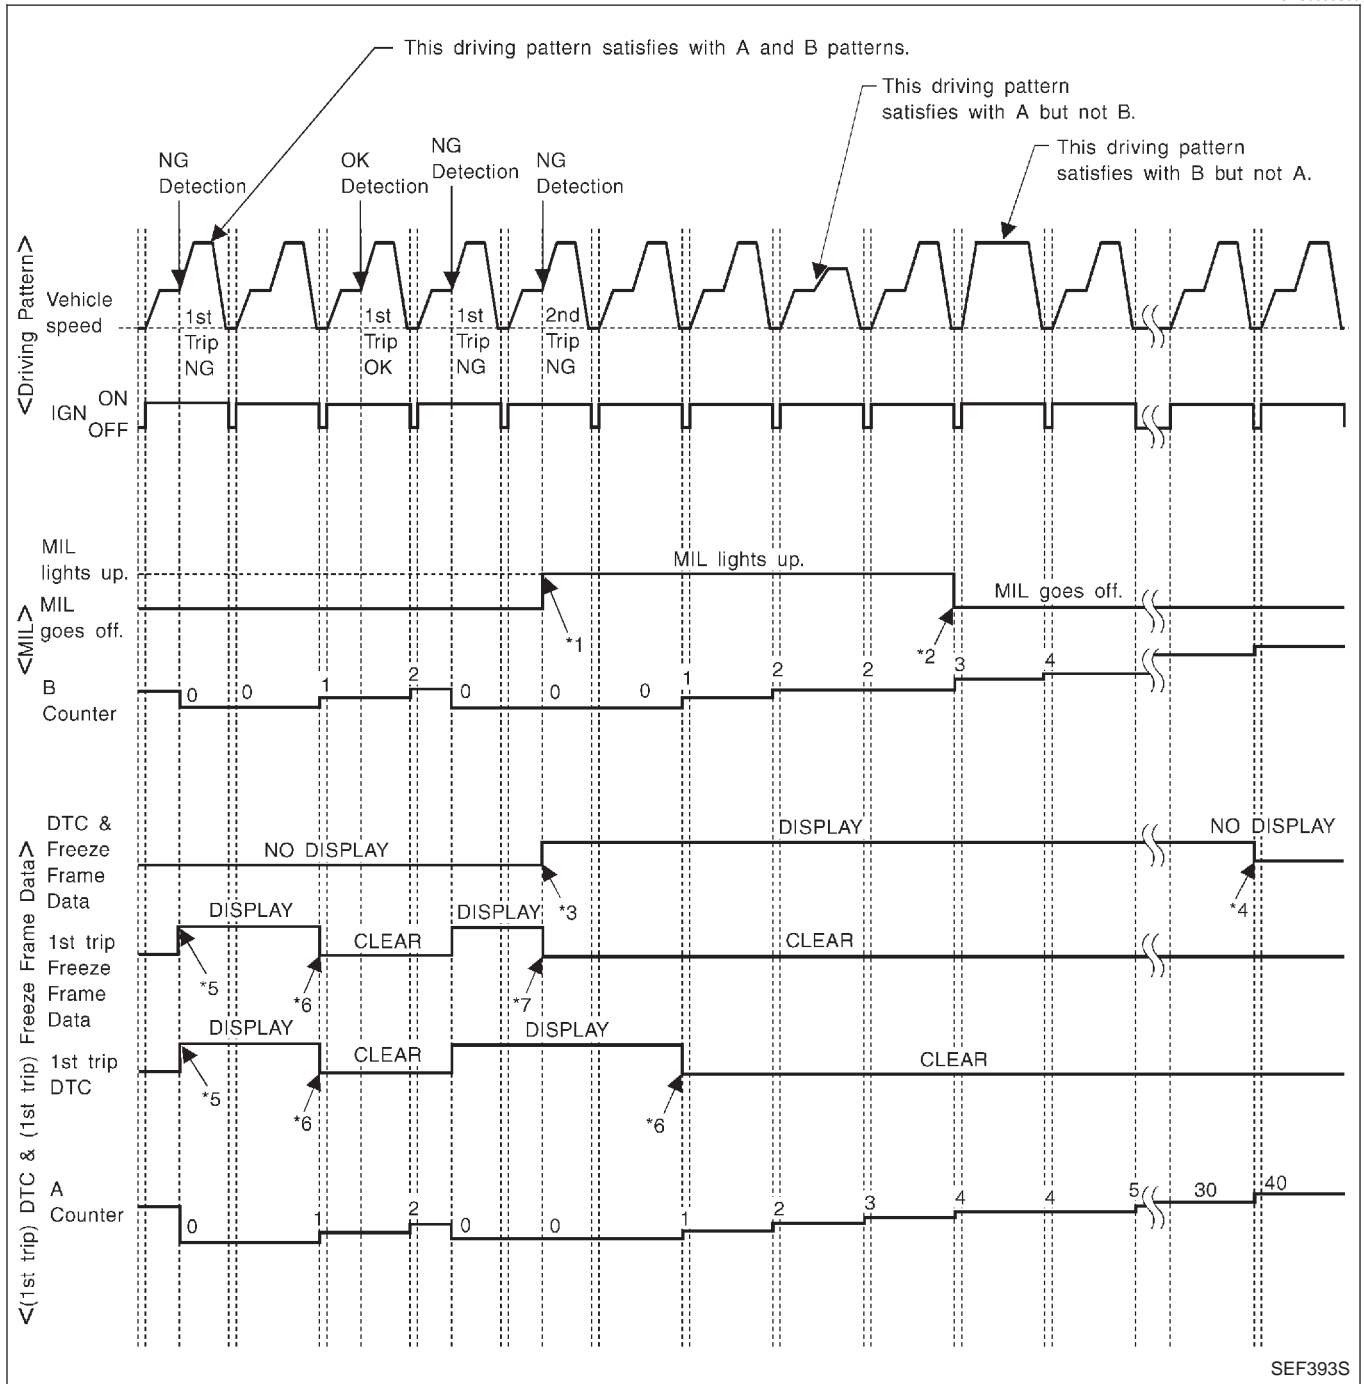 This driving pattern satisfies with A and B patterns.
This driving pattern
satisfies with A but not B.
This driving pattern
satisfies with B but not A.
NG
Detection
OK
Detection
NG
Detection
NG
Detection
<Driving Pattern>
Vehicle
speed
1st
Trip
NG
1st
Trip
OK
1st
Trip
NG
2nd
Trip
NG
IGN
ON
OFF
<MIL>
MIL
lights up.
MIL
goes off.
MIL lights up.
MIL goes off.
*1
*2
B
Counter
0 0 1 2 0 0 0 1 2 2 3 4
<(1st trip) DTC & (1st trip) Freeze Frame Data>
DTC &
Freeze
Frame
Data
NO DISPLAY
DISPLAY
NO DISPLAY
*3
*4
1st trip
Freeze
Frame
Data
DISPLAY
CLEAR
DISPLAY
CLEAR
*5
*6
*7
1st trip
DTC
DISPLAY
CLEAR
DISPLAY
CLEAR
*5
*6
*6
A
Counter
0 1 2 0 0 1 2 3 4 4 5 30 40
SEF393S